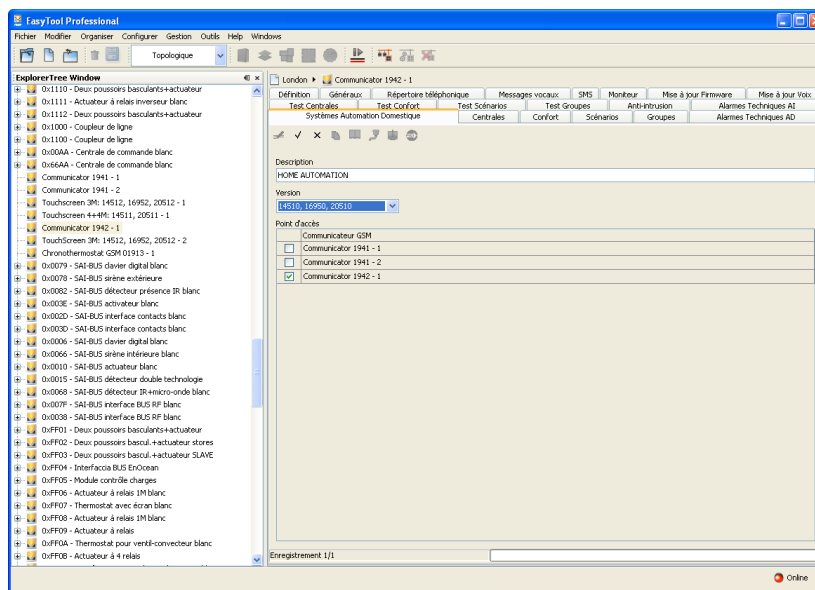 EasyTool Professional
Fichier Modifier Organiser Configurer Gestion Outils Help Windows
Topologique
ExplorerTree Window
0x1110 - Deux poussoirs basculants+actuateur
0x1111 - Actuateur à relais inverseur blanc
0x1112 - Deux poussoirs basculants+actuateur
0x1000 - Coupleur de ligne
0x1100 - Coupleur de ligne
0x00AA - Centrale de commande blanc
0x66AA - Centrale de commande blanc
Communicator 1941 - 1
Communicator 1941 - 2
Touchscreen 3M: 14512, 16952, 20512 - 1
Touchscreen 4+4M: 14511, 20511 - 1
Communicator 1942 - 1
TouchScreen 3M: 14512, 16952, 20512 - 2
Chronothermostat GSM 01913 - 1
0x0079 - SAI-BUS clavier digital blanc
0x0078 - SAI-BUS sirène extérieure
0x0082 - SAI-BUS détecteur présence IR blanc
0x003E - SAI-BUS activateur blanc
0x002D - SAI-BUS interface contacts blanc
0x003D - SAI-BUS interface contacts blanc
0x0006 - SAI-BUS clavier digital blanc
0x0066 - SAI-BUS sirène intérieure blanc
0x0010 - SAI-BUS actuateur blanc
0x0015 - SAI-BUS détecteur double technologie
0x0068 - SAI-BUS détecteur IR+micro-onde blanc
0x007F - SAI-BUS interface BUS RF blanc
0x0038 - SAI-BUS interface BUS RF blanc
0xFF01 - Deux poussoirs basculants+actuateur
0xFF02 - Deux poussoirs bascul.+actuateur stores
0xFF03 - Deux poussoirs bascul.+actuateur SLAVE
0xFF04 - Interfaccia BUS EnOcean
0xFF05 - Module contrôle charges
0xFF06 - Actuateur à relais 1M blanc
0xFF07 - Thermostat avec écran blanc
0xFF08 - Actuateur à relais 1M blanc
0xFF09 - Actuateur à relais
0xFF0A - Thermostat pour ventil-convecteur blanc
0xFF0B - Actuateur à 4 relais
London Communicator 1942 - 1
Définition Généraux Répertoire téléphonique Messages vocaux SMS Moniteur Mise à jour Firmware Mise à jour Voix
Test Centrales Test Confort Test Scénarios Test Groupes Anti-intrusion Alarmes Techniques AI
Systèmes Automation Domestique Centrales Confort Scénarios Groupes Alarmes Techniques AD
Description
HOME AUTOMATION
Version
14510, 16950, 20510
Point d'accès
Communicateur GSM
Communicator 1941 - 1
Communicator 1941 - 2
Communicator 1942 - 1
Enregistrement 1/1
Online